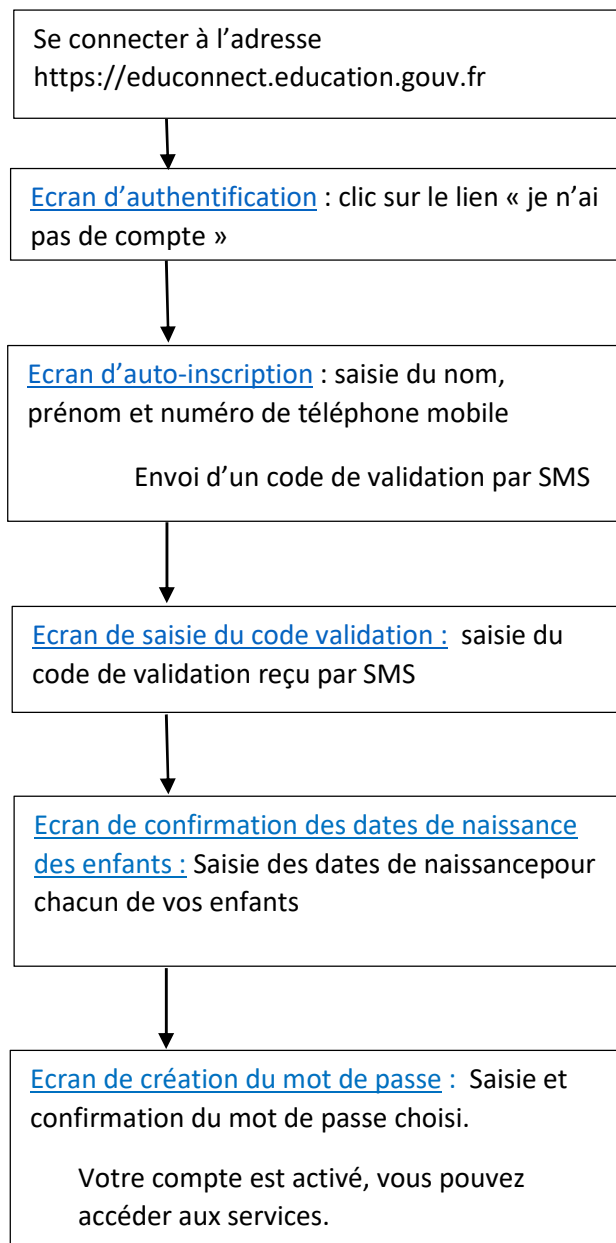 Se connecter à l’adresse
https://educonnect.education.gouv.fr
Ecran d’authentification : clic sur le lien « je n’ai
pas de compte »
Ecran d’auto-inscription : saisie du nom,
prénom et numéro de téléphone mobile
Envoi d’un code de validation par SMS
Ecran de saisie du code validation : saisie du
code de validation reçu par SMS
Ecran de confirmation des dates de naissance
des enfants : Saisie des dates de naissancepour
chacun de vos enfants
Ecran de création du mot de passe : Saisie et
confirmation du mot de passe choisi.
Votre compte est activé, vous pouvez
accéder aux services.